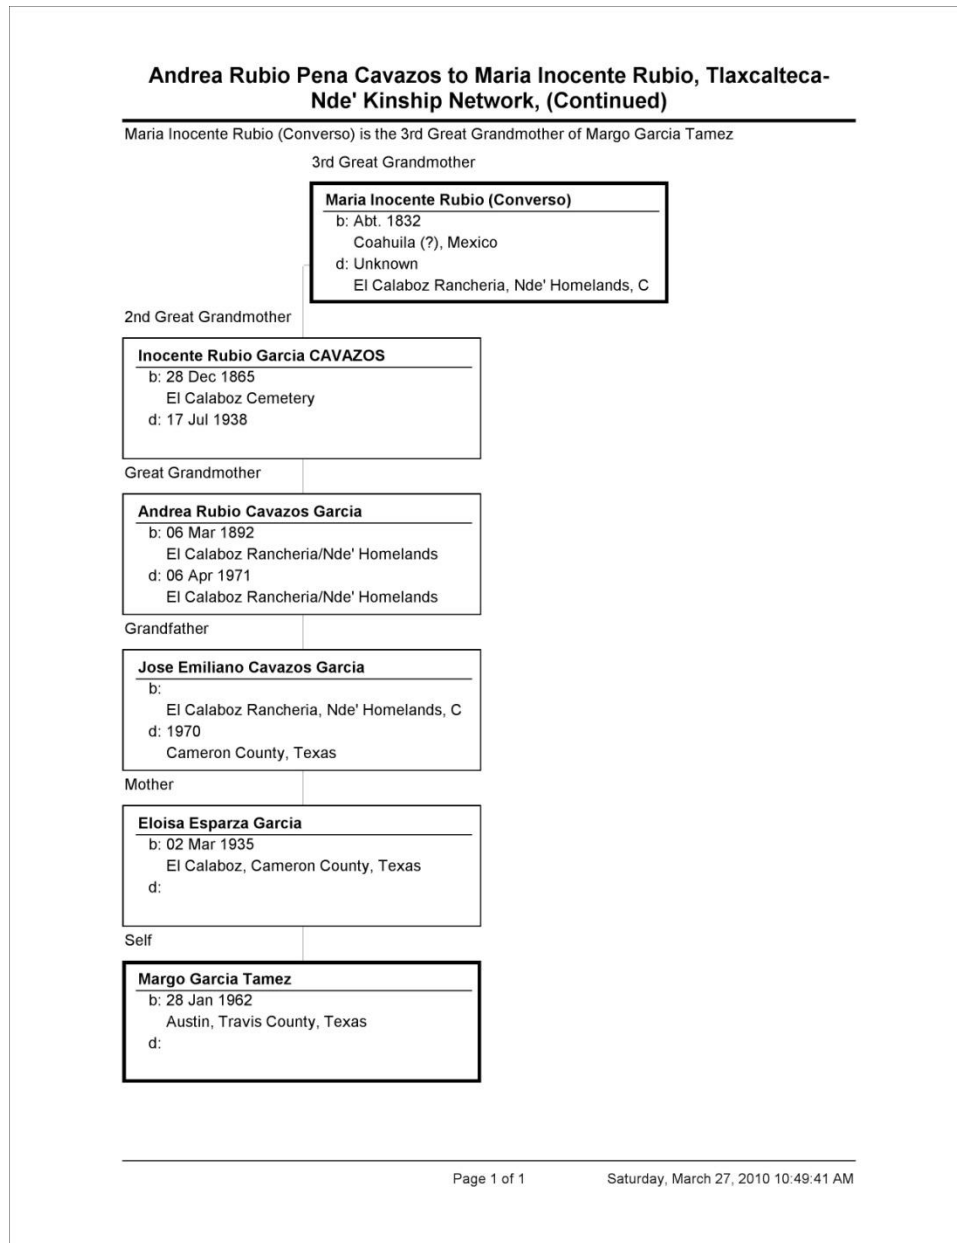 Andrea Rubio Pena Cavazos to Maria Inocente Rubio, Tlaxcalteca-
Nde' Kinship Network, (Continued)
Maria Inocente Rubio (Converso) is the 3rd Great Grandmother of Margo Garcia Tamez
3rd Great Grandmother
Maria Inocente Rubio (Converso)
b: Abt. 1832
Coahuila (?), Mexico
d: Unknown
El Calaboz Rancheria, Nde' Homelands, C
2nd Great Grandmother
Inocente Rubio Garcia CAVAZOS
b: 28 Dec 1865
El Calaboz Cemetery
d: 17 Jul 1938
Great Grandmother
Andrea Rubio Cavazos Garcia
b: 06 Mar 1892
El Calaboz Rancheria/Nde' Homelands
d: 06 Apr 1971
El Calaboz Rancheria/Nde' Homelands
Grandfather
Jose Emiliano Cavazos Garcia
b:
El Calaboz Rancheria, Nde' Homelands, C
d: 1970
Cameron County, Texas
Mother
Eloisa Esparza Garcia
b: 02 Mar 1935
El Calaboz, Cameron County, Texas
d:
Self
Margo Garcia Tamez
b: 28 Jan 1962
Austin, Travis County, Texas
d:
Page 1 of 1 Saturday, March 27, 2010 10:49:41 AM